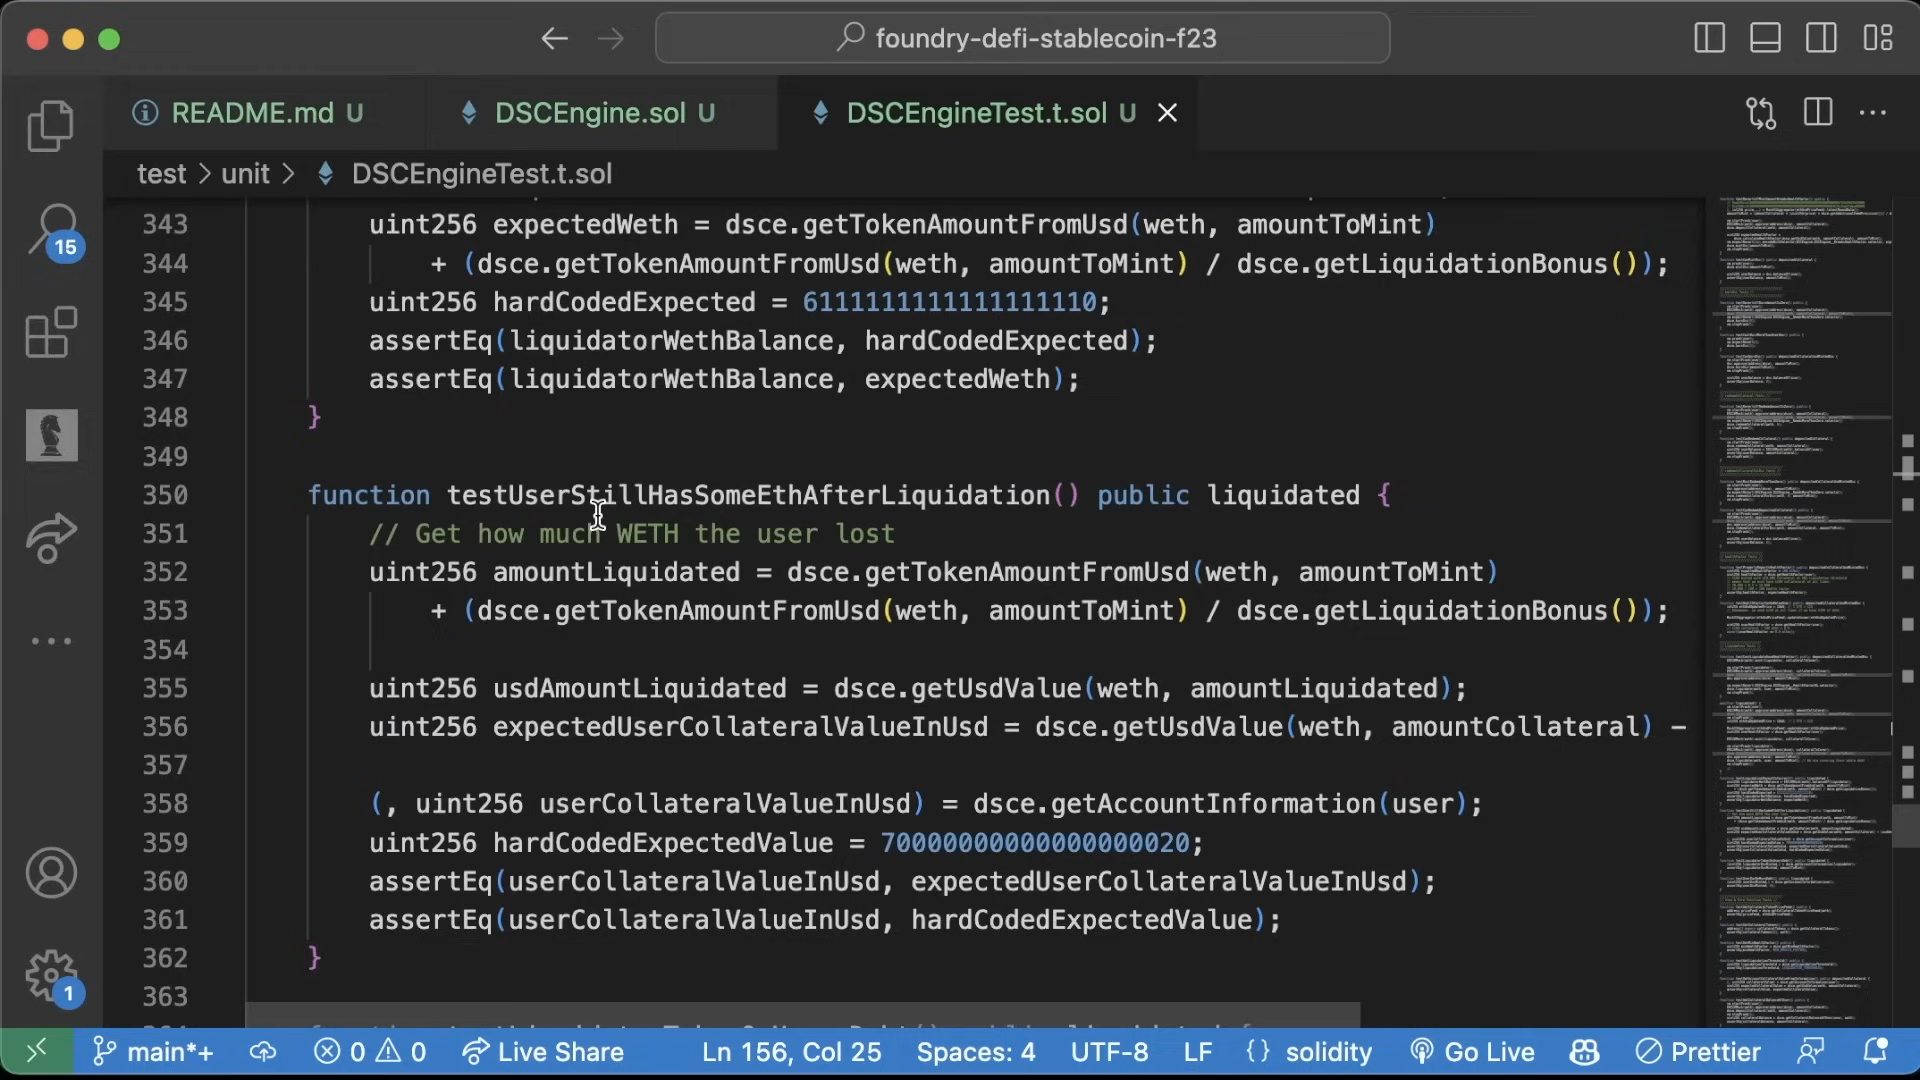 foundry-defi-stablecoin-f23
README.md U
DSCEngine.sol U
DSCEngineTest.t.sol U
test > unit > DSCEngineTest.t.sol
343 uint256 expectedWeth = dsce.getTokenAmountFromUsd(weth, amountToMint)
344 + (dsce.getTokenAmountFromUsd(weth, amountToMint) / dsce.getLiquidationBonus());
345 uint256 hardCodedExpected = 6111111111111111110;
346 assertEq(liquidatorWethBalance, hardCodedExpected);
347 assertEq(liquidatorWethBalance, expectedWeth);
348 }
349
350 function testUserStillHasSomeEthAfterLiquidation() public liquidated {
351 // Get how much WETH the user lost
352 uint256 amountLiquidated = dsce.getTokenAmountFromUsd(weth, amountToMint)
353 + (dsce.getTokenAmountFromUsd(weth, amountToMint) / dsce.getLiquidationBonus());
354
355 uint256 usdAmountLiquidated = dsce.getUsdValue(weth, amountLiquidated);
356 uint256 expectedUserCollateralValueInUsd = dsce.getUsdValue(weth, amountCollateral) -
357
358 (, uint256 userCollateralValueInUsd) = dsce.getAccountInformation(user);
359 uint256 hardCodedExpectedValue = 70000000000000000020;
360 assertEq(userCollateralValueInUsd, expectedUserCollateralValueInUsd);
361 assertEq(userCollateralValueInUsd, hardCodedExpectedValue);
362 }
363
15
1
main*+ 0 0 Live Share Ln 156, Col 25 Spaces: 4 UTF-8 LF {} solidity Go Live Prettier